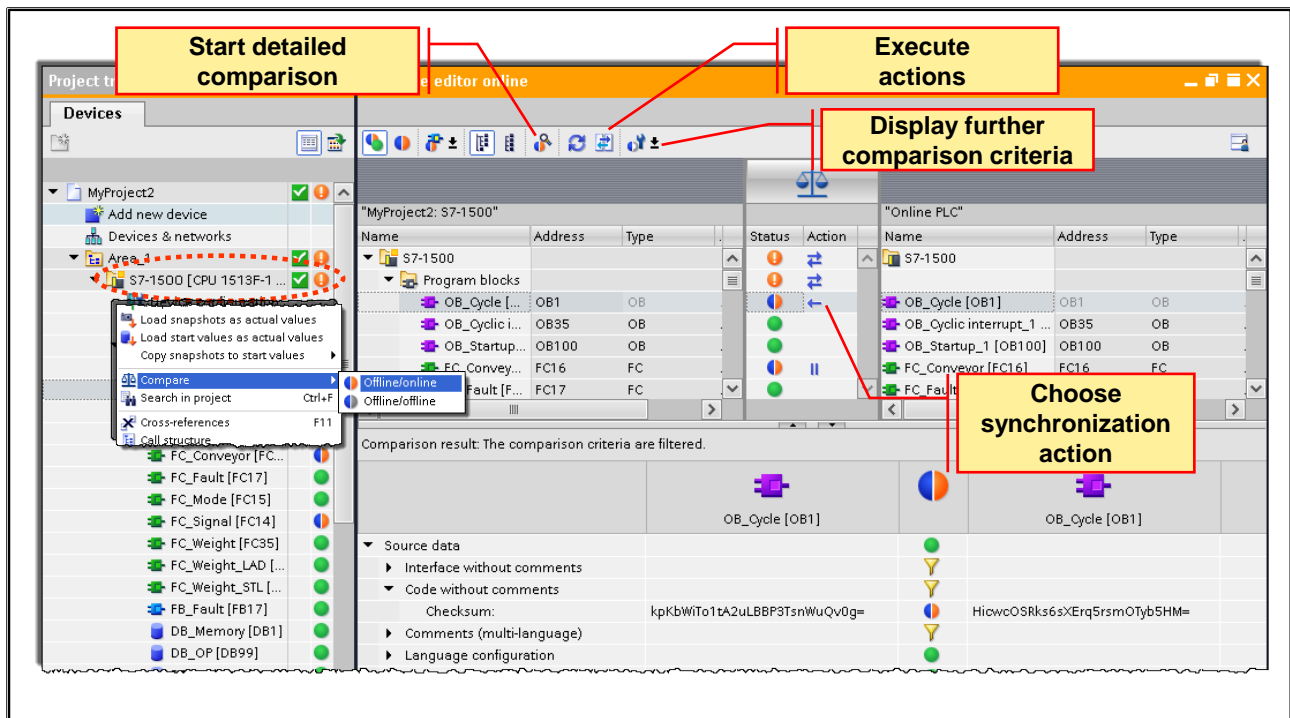 Start detailed
comparison
Execute
actions
Project tr
e editor online
Devices
Display further
comparison criteria
MyProject2
Add new device
Devices & networks
Area_1
S7-1500 [CPU 1513F-1 ...
Load snapshots as actual values
Load start values as actual values
Copy snapshots to start values
Compare
Offline/online
Search in project Ctrl+F
Offline/offline
Cross-references F11
Call structure
FC_Conveyor [FC...
FC_Fault [FC17]
FC_Mode [FC15]
FC_Signal [FC14]
FC_Weight [FC35]
FC_Weight_LAD [...
FC_Weight_STL [...
FB_Fault [FB17]
DB_Memory [DB1]
DB_OP [DB99]
"MyProject2: S7-1500" "Online PLC"
Name Address Type . Status Action Name Address Type .
S7-1500 S7-1500
Program blocks
OB_Cycle [... OB1 OB OB_Cycle [OB1] OB1 OB
OB_Cyclic i... OB35 OB . OB_Cyclic interrupt_1 ... OB35 OB .
OB_Startup... OB100 OB . OB_Startup_1 [OB100] OB100 OB .
FC_Convey... FC16 FC . FC_Conveyor [FC16] FC16 FC .
Fault [F... FC17 FC . FC_Fault
Choose
synchronization
action
Comparison result: The comparison criteria are filtered.
OB_Cycle [OB1] OB_Cycle [OB1]
Source data
Interface without comments
Code without comments
Checksum: kpKbWiTo1tA2uLBBP3TsnWuQv0g= HicwcOSRks6sXErq5rsmOTyb5HM=
Comments (multi-language)
Language configuration